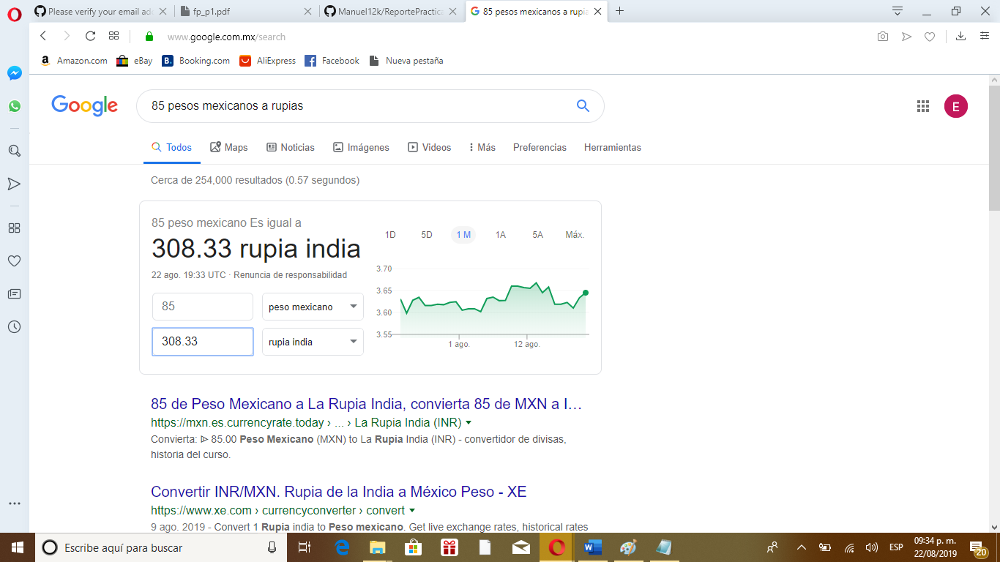 Please verify your email ad
fp_p1.pdf
Manuel12k/ReportePractica
85 pesos mexicanos a rupia
www.google.com.mx/search
Amazon.com
eBay
Booking.com
AliExpress
Facebook
Nueva pestaña
Google
85 pesos mexicanos a rupias
E
Todos
Maps
Noticias
Imágenes
Videos
Más
Preferencias
Herramientas
Cerca de 254,000 resultados (0.57 segundos)
85 peso mexicano Es igual a
308.33 rupia india
22 ago. 19:33 UTC · Renuncia de responsabilidad
85
peso mexicano
308.33
rupia india
1D
5D
1 M
1A
5A
Máx.
3.70
3.65
3.60
3.55
1 ago.
12 ago.
85 de Peso Mexicano a La Rupia India, convierta 85 de MXN a I…
https://mxn.es.currencyrate.today › ... › La Rupia India (INR)
Convierta: ᐈ 85.00 Peso Mexicano (MXN) to La Rupia India (INR) - convertidor de divisas,
historia del curso.
Convertir INR/MXN. Rupia de la India a México Peso - XE
https://www.xe.com › currencyconverter › convert
9 ago. 2019 - Convert 1 Rupia india to Peso mexicano. Get live exchange rates, historical rates
Escribe aquí para buscar
ESP
09:34 p. m.
22/08/2019
20